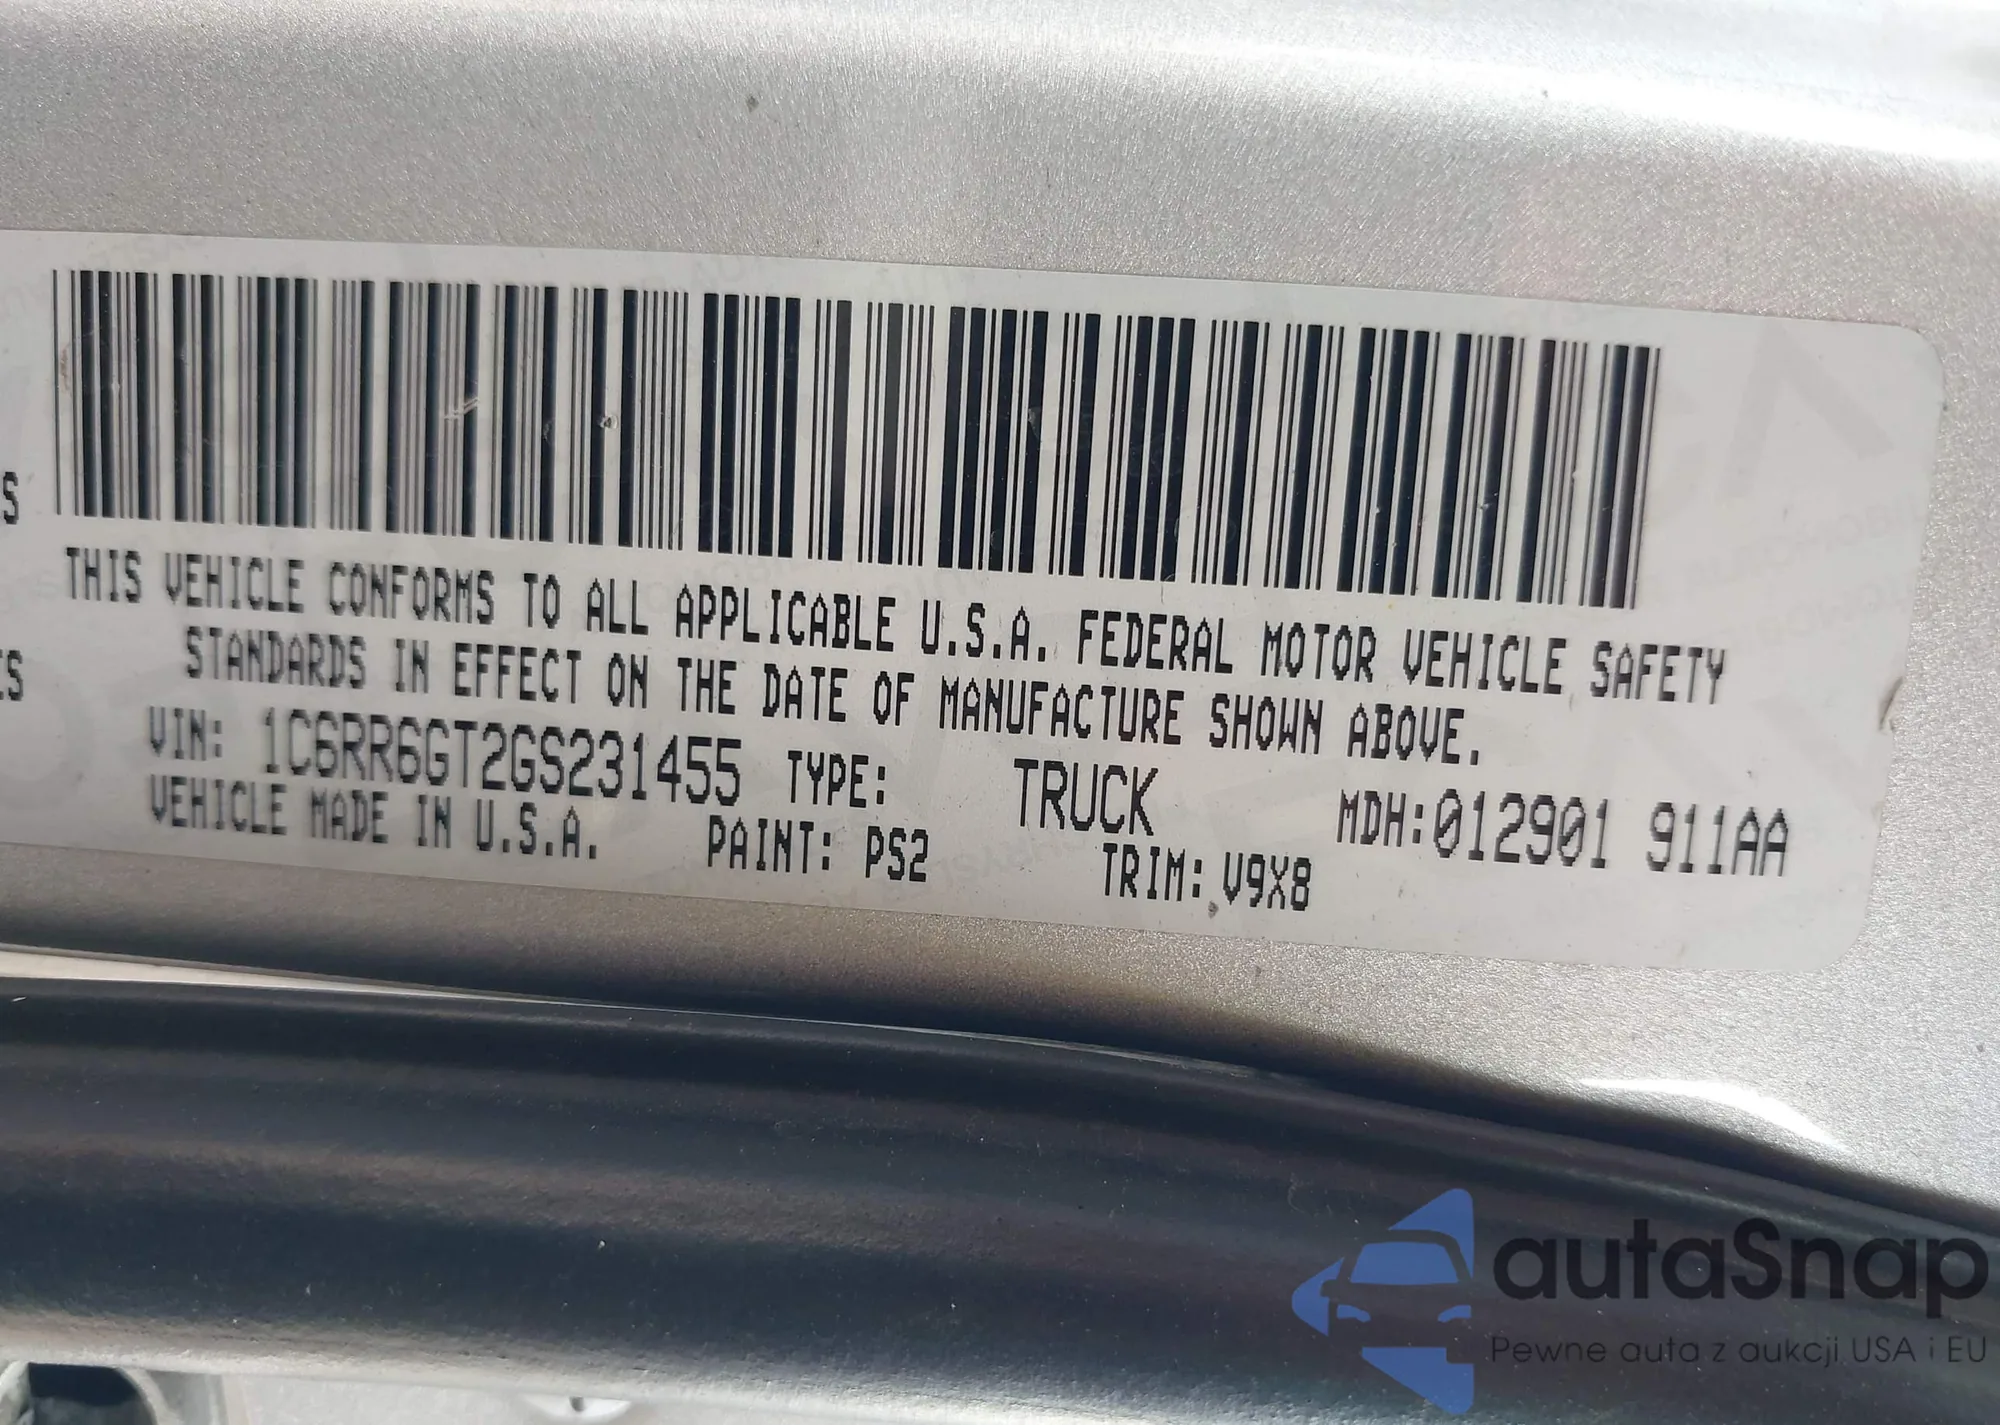 S
ES
THIS VEHICLE CONFORMS TO ALL APPLICABLE U.S.A. FEDERAL MOTOR VEHICLE SAFETY
STANDARDS IN EFFECT ON THE DATE OF MANUFACTURE SHOWN ABOVE.
VIN: 1C6RR6GT2GS231455 TYPE: TRUCK MDH:012901 911AA
VEHICLE MADE IN U.S.A. PAINT: PS2 TRIM: V9X8
autaSnap
Pewne auta z aukcji USA i EU